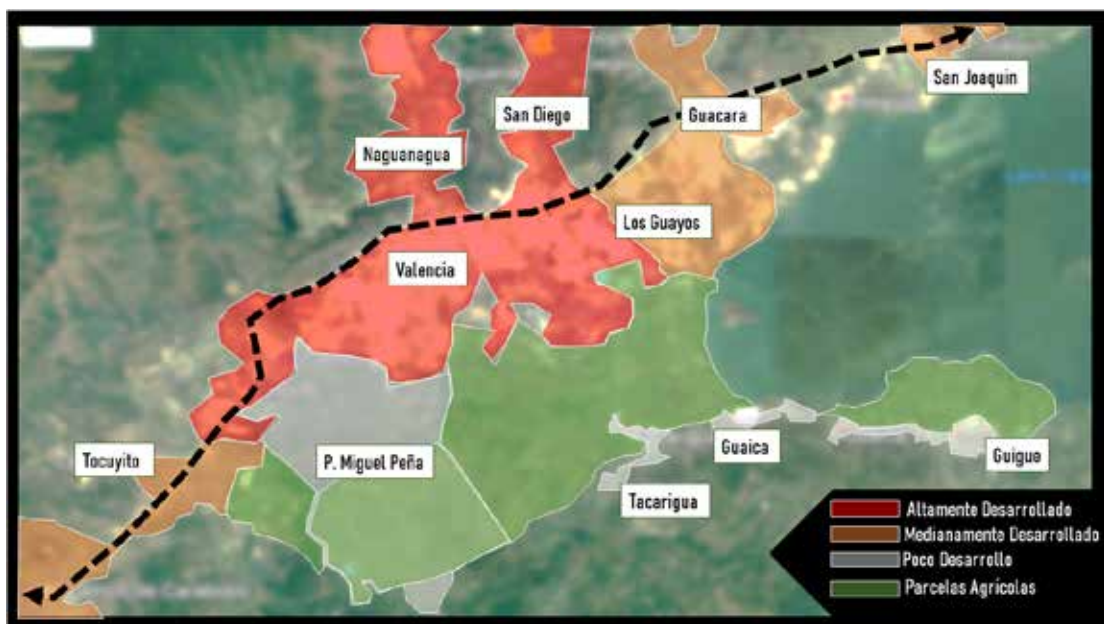 San Joaquin
San Diego
Guacara
Naguanagua
Los Guayos
Valencia
Guaica
Tocuyito
P. Miguel Peña
Guigue
Tacarigua
Altamente Desarrollado
Medianamente Desarrollado
Poco Desarrollo
Parcelas Agrícolas